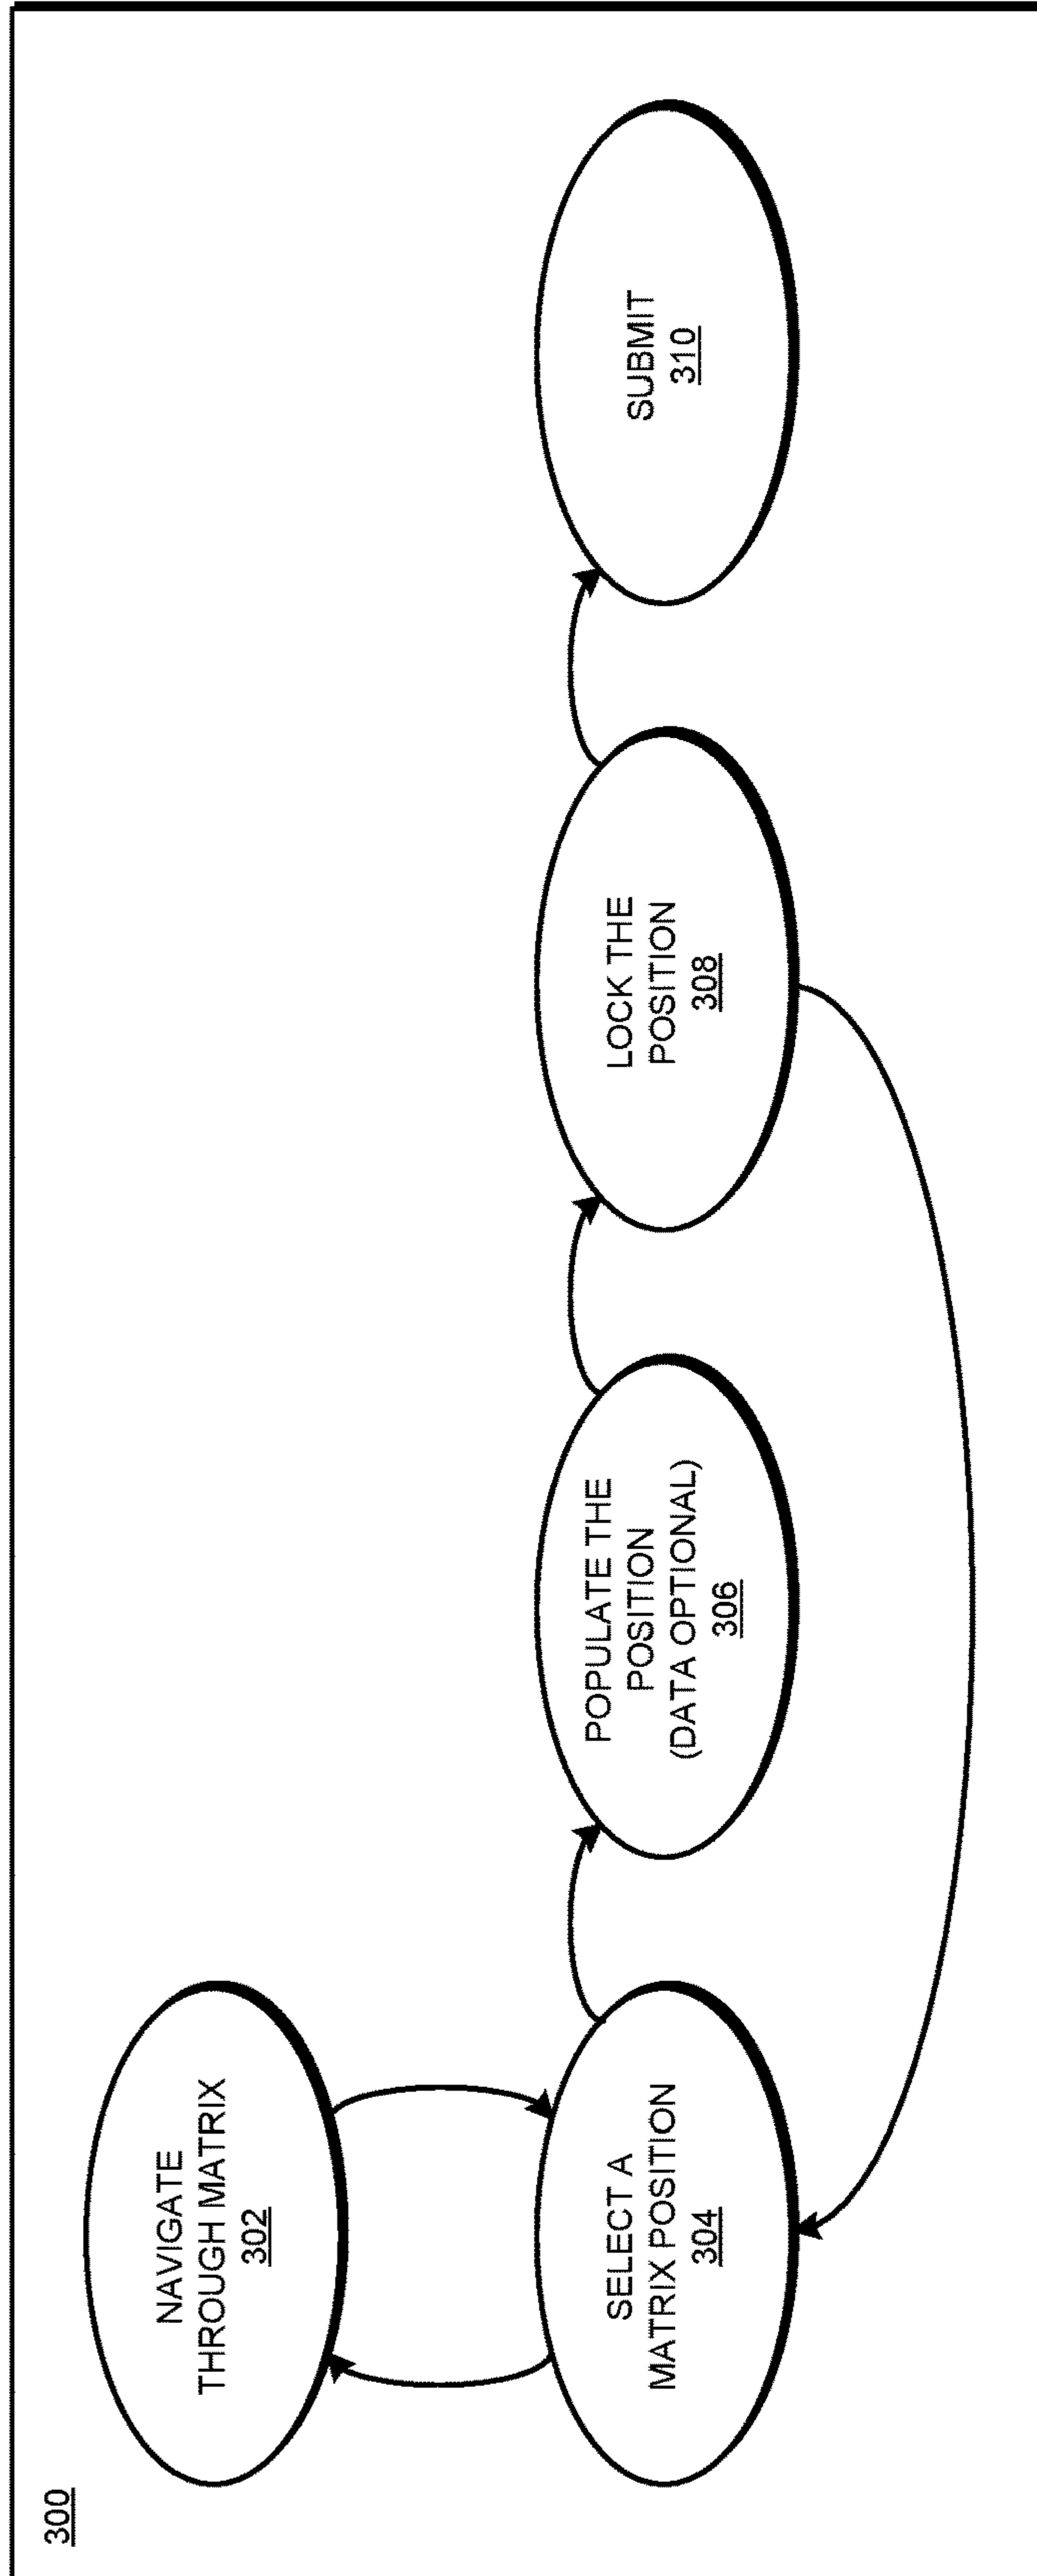 300
NAVIGATE
THROUGH MATRIX
302
SELECT A
MATRIX POSITION
304
POPULATE THE
POSITION
(DATA OPTIONAL)
306
LOCK THE
POSITION
308
SUBMIT
310